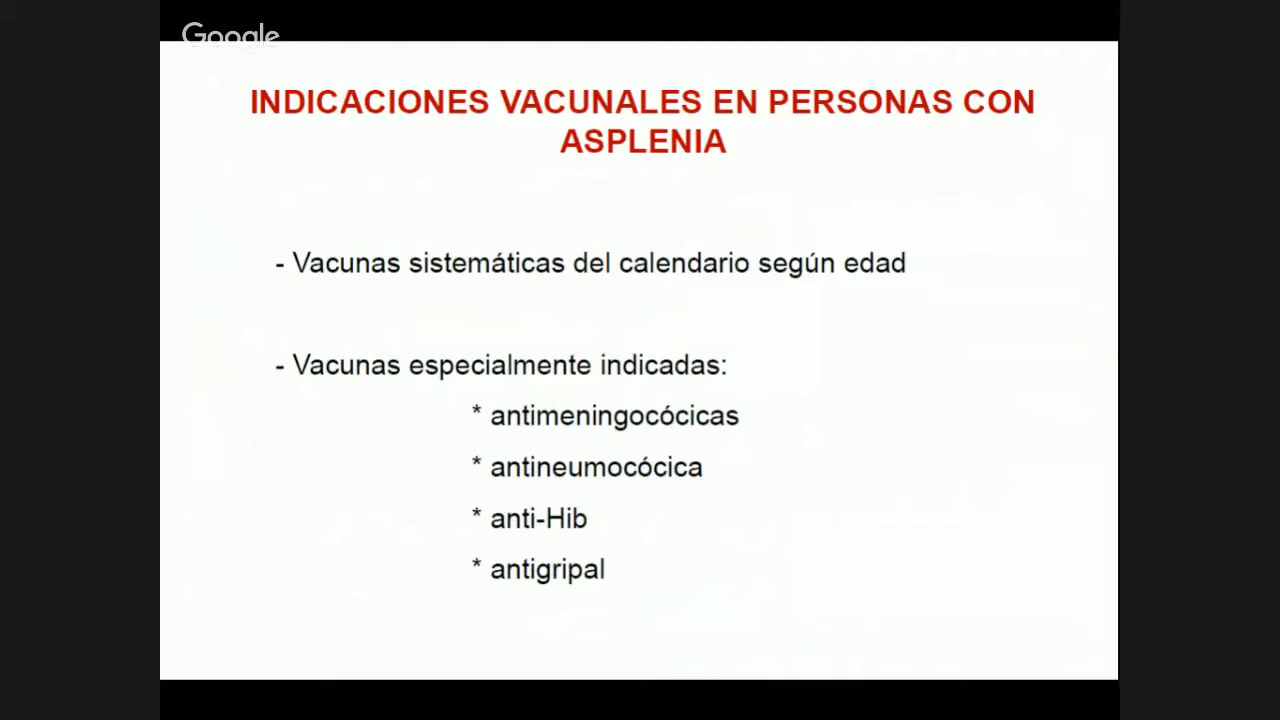 Google
INDICACIONES VACUNALES EN PERSONAS CON
ASPLENIA
- Vacunas sistemáticas del calendario según edad
- Vacunas especialmente indicadas:
* antimeningocócicas
* antineumocócica
* anti-Hib
* antigripal